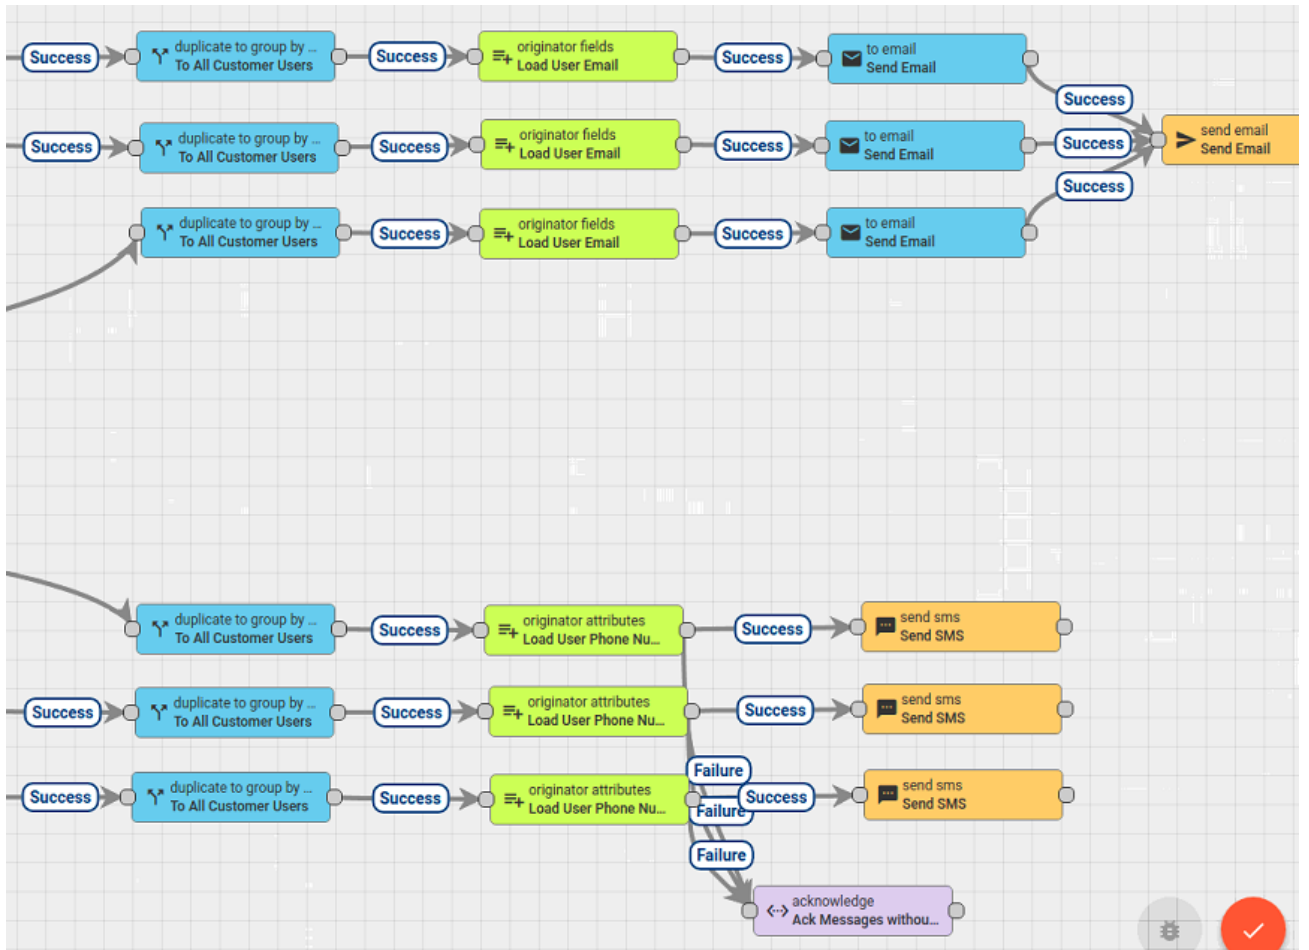 Success
duplicate to group by ...
To All Customer Users
Success
originator fields
Load User Email
Success
to email
Send Email
Success
Success
duplicate to group by ...
To All Customer Users
Success
originator fields
Load User Email
Success
to email
Send Email
Success
send email
Send Email
duplicate to group by ...
To All Customer Users
Success
originator fields
Load User Email
Success
to email
Send Email
Success
duplicate to group by ...
To All Customer Users
Success
originator attributes
Load User Phone Nu...
Success
send sms
Send SMS
Success
duplicate to group by ...
To All Customer Users
Success
originator attributes
Load User Phone Nu...
Success
send sms
Send SMS
Failure
Success
duplicate to group by ...
To All Customer Users
Success
originator attributes
Load User Phone Nu...
Failure
Success
send sms
Send SMS
Failure
acknowledge
Ack Messages withou...